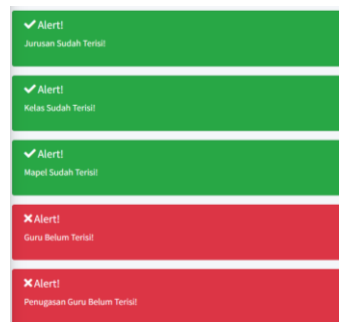 Alert!
Jurusan Sudah Terisi!
Alert!
Kelas Sudah Terisi!
Alert!
Mapel Sudah Terisi!
Alert!
Guru Belum Terisi!
Alert!
Penugasan Guru Belum Terisi!